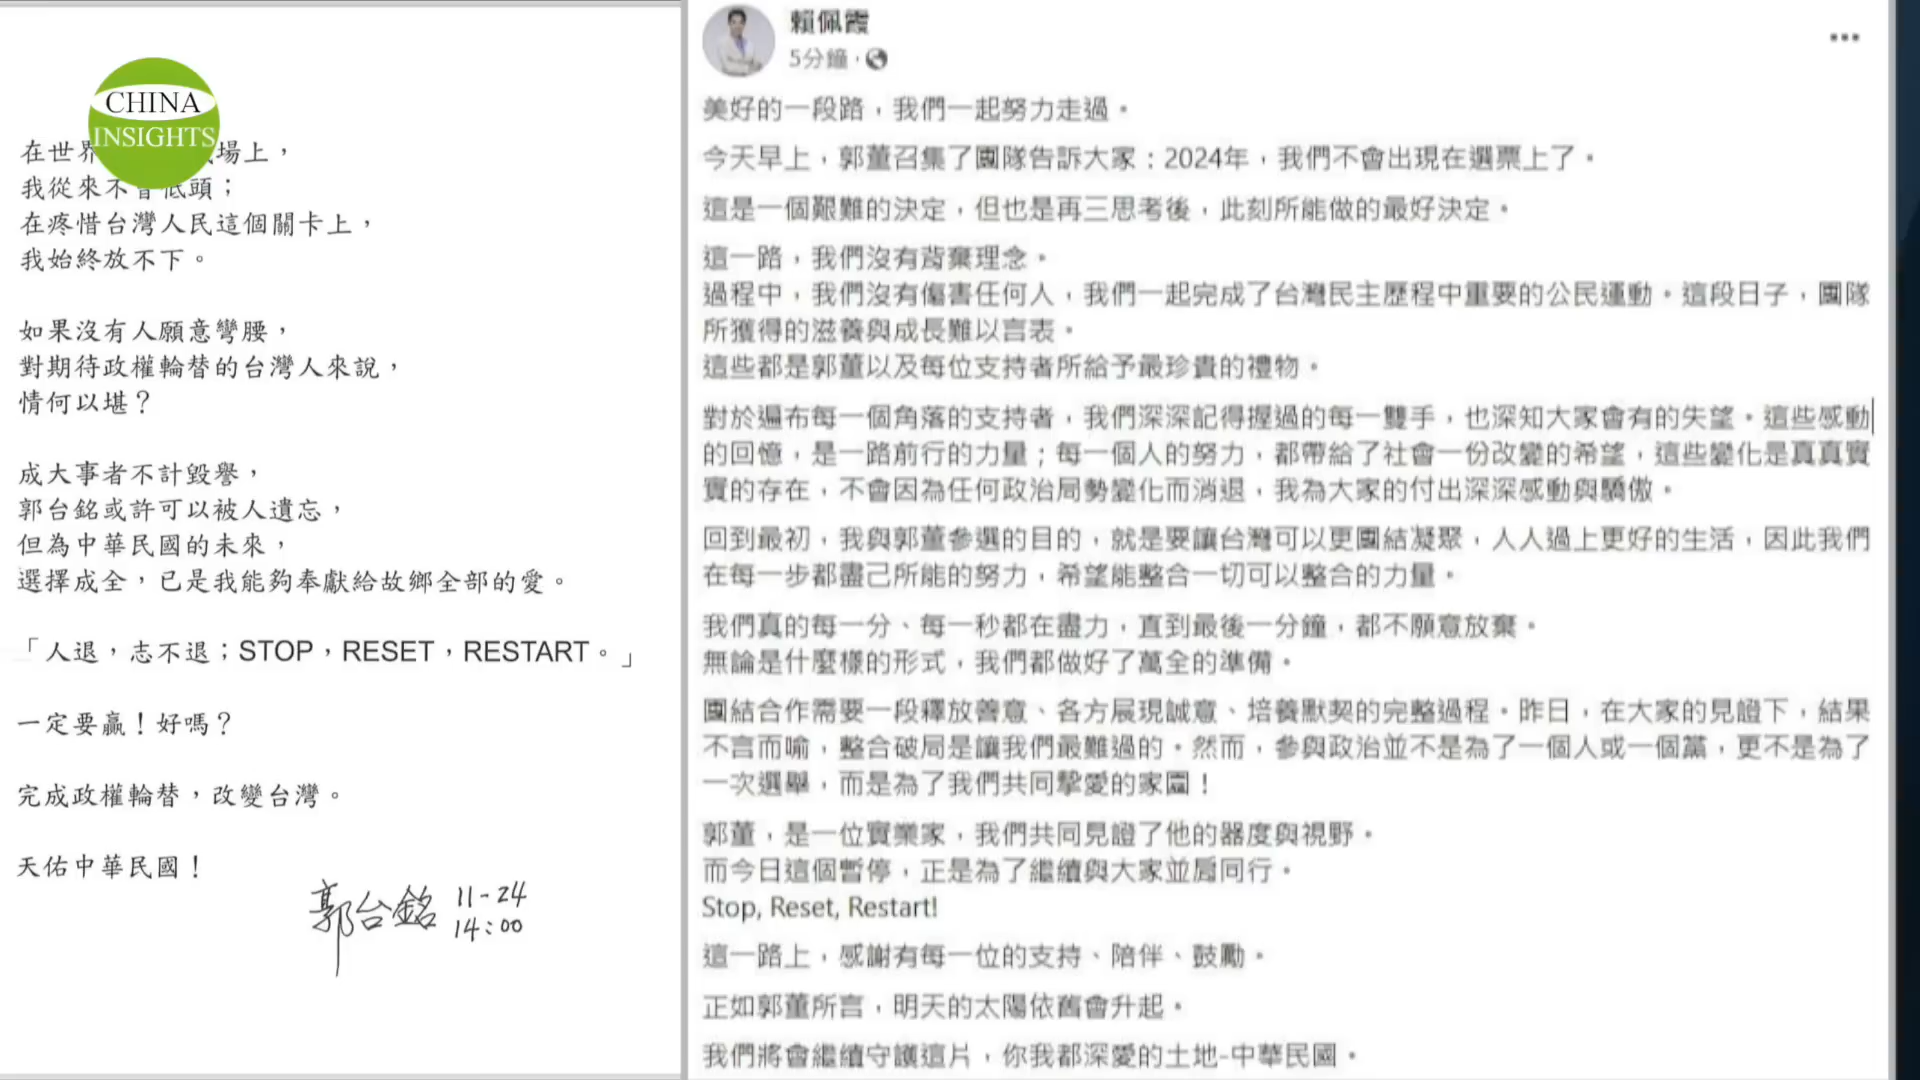 CHINA
INSIGHTS
在世界 場上，
我從來不曾低頭；
在疼惜台灣人民這個關卡上，
我始終放不下。
如果沒有人願意彎腰，
對期待政權輪替的台灣人來說，
情何以堪？
成大事者不計毀譽，
郭台銘或許可以被人遺忘，
但為中華民國的未來，
選擇成全，已是我能夠奉獻給故鄉全部的愛。
「人退，志不退；STOP，RESET，RESTART。」
一定要贏！好嗎？
完成政權輪替，改變台灣。
天佑中華民國！
郭台銘 11-24
14:00
賴佩霞
5分鐘·
美好的一段路，我們一起努力走過。
今天早上，郭董召集了團隊告訴大家：2024年，我們不會出現在選票上了。
這是一個艱難的決定，但也是再三思考後，此刻所能做的最好決定。
這一路，我們沒有背棄理念。
過程中，我們沒有傷害任何人，我們一起完成了台灣民主歷程中重要的公民運動。這段日子，團隊
所獲得的滋養與成長難以言表。
這些都是郭董以及每位支持者所給予最珍貴的禮物。
對於遍布每一個角落的支持者，我們深深記得握過的每一雙手，也深知大家會有的失望。這些感動
的回憶，是一路前行的力量；每一個人的努力，都帶給了社會一份改變的希望，這些變化是真真實
實的存在，不會因為任何政治局勢變化而消退，我為大家的付出深深感動與驕傲。
回到最初，我與郭董參選的目的，就是要讓台灣可以更團結凝聚，人人過上更好的生活，因此我們
在每一步都盡己所能的努力，希望能整合一切可以整合的力量。
我們真的每一分、每一秒都在盡力，直到最後一分鐘，都不願意放棄。
無論是什麼樣的形式，我們都做好了萬全的準備。
團結合作需要一段釋放善意、各方展現誠意、培養默契的完整過程。昨日，在大家的見證下，結果
不言而喻，整合破局是讓我們最難過的。然而，參與政治並不是為了一個人或一個黨，更不是為了
一次選舉，而是為了我們共同摯愛的家園！
郭董，是一位實業家，我們共同見證了他的器度與視野。
而今日這個暫停，正是為了繼續與大家並肩同行。
Stop, Reset, Restart!
這一路上，感謝有每一位的支持、陪伴、鼓勵。
正如郭董所言，明天的太陽依舊會升起。
我們將會繼續守護這片，你我都深愛的土地-中華民國。